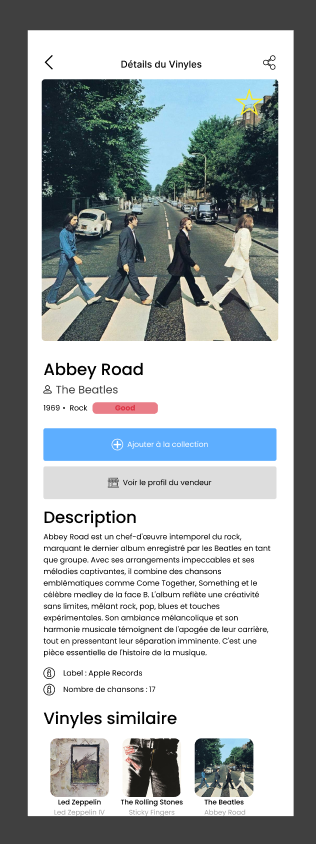 Détails du Vinyles
Abbey Road
The Beatles
1969 • Rock Good
Ajouter à la collection
Voir le profil du vendeur
Description
Abbey Road est un chef-d'œuvre intemporel du rock,
marquant le dernier album enregistré par les Beatles en tant
que groupe. Avec ses arrangements impeccables et ses
mélodies captivantes, il combine des chansons
emblématiques comme Come Together, Something et le
célèbre medley de la face B. L'album reflète une créativité
sans limites, mêlant rock, pop, blues et touches
expérimentales. Son ambiance mélancolique et son
harmonie musicale témoignent de l'apogée de leur carrière,
tout en pressentant leur séparation imminente. C'est une
pièce essentielle de l'histoire de la musique.
Label : Apple Records
Nombre de chansons : 17
Vinyles similaire
Led Zeppelin The Rolling Stones The Beatles
Led Zeppelin IV Sticky Fingers Abbey Road